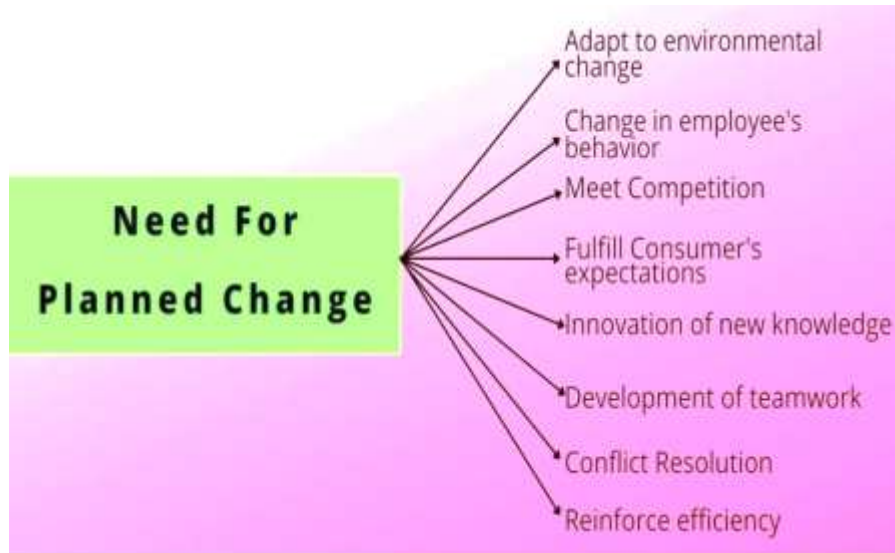 Need For
Planned Change
Adapt to environmental
change
Change in employee's
behavior
Meet Competition
Fulfill Consumer's
expectations
Innovation of new knowledge
Development of teamwork
Conflict Resolution
Reinforce efficiency